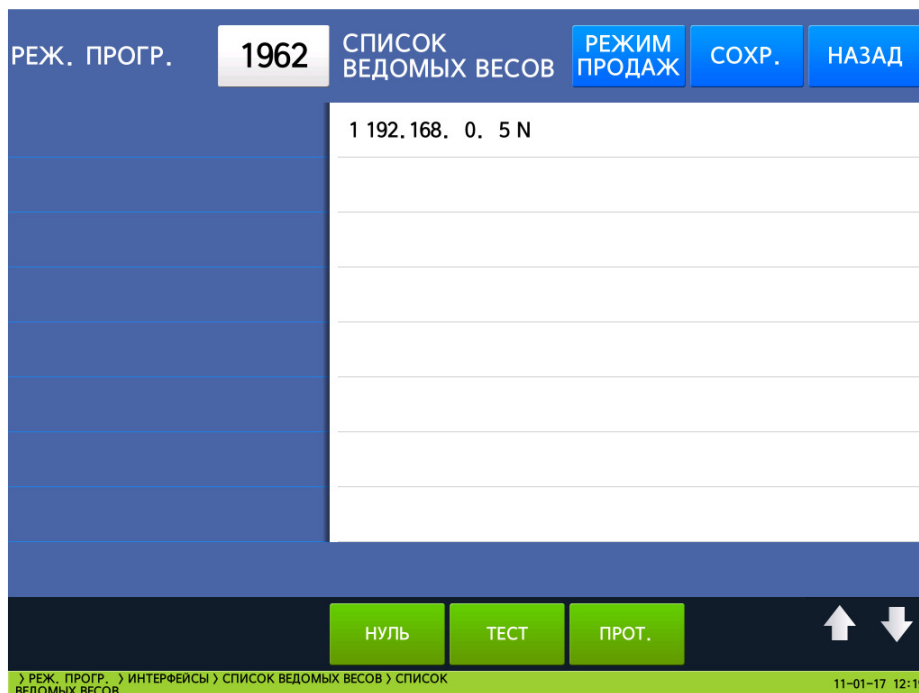 РЕЖ. ПРОГР.
1962
СПИСОК
ВЕДОМЫХ ВЕСОВ
РЕЖИМ
ПРОДАЖ
СОХР.
НАЗАД
1 192.168. 0. 5 N
НУЛЬ
ТЕСТ
ПРОТ.
> РЕЖ. ПРОГР. > ИНТЕРФЕЙСЫ > СПИСОК ВЕДОМЫХ ВЕСОВ > СПИСОК
ВЕДОМЫХ ВЕСОВ
11-01-17